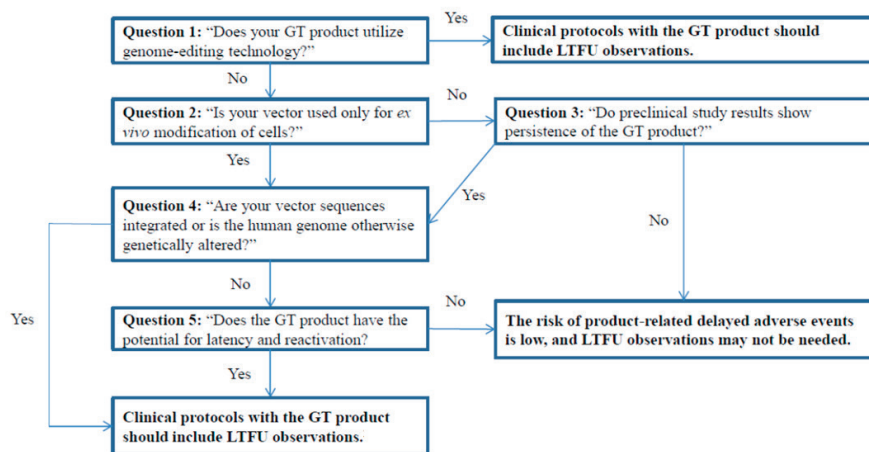 Question 1: “Does your GT product utilize
genome-editing technology?”
Yes
Clinical protocols with the GT product should
include LTFU observations.
No
Question 2: “Is your vector used only for ex
vivo modification of cells?”
No
Question 3: “Do preclinical study results show
persistence of the GT product?”
Yes
Yes
Question 4: “Are your vector sequences
integrated or is the human genome otherwise
genetically altered?”
No
No
Yes
Question 5: “Does the GT product have the
potential for latency and reactivation?
No
The risk of product-related delayed adverse events
is low, and LTFU observations may not be needed.
Yes
Clinical protocols with the GT product
should include LTFU observations.